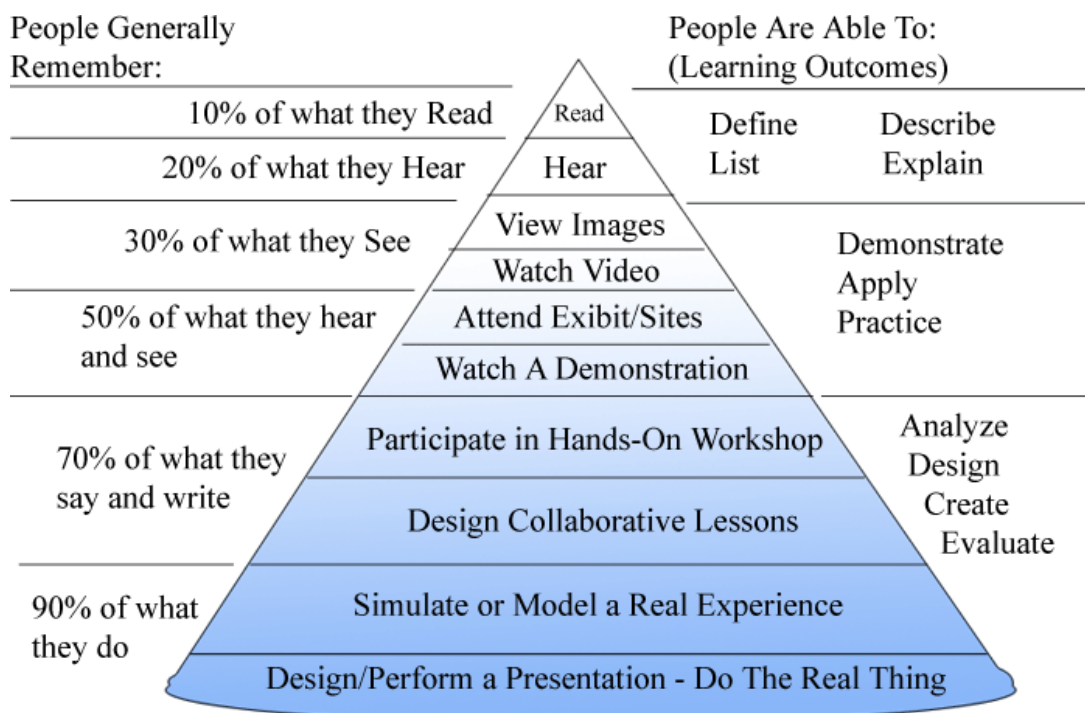 People Generally
Remember:
10% of what they Read
20% of what they Hear
30% of what they See
50% of what they hear
and see
70% of what they
say and write
90% of what
they do
Read
Hear
View Images
Watch Video
Attend Exibit/Sites
Watch A Demonstration
Participate in Hands-On Workshop
Design Collaborative Lessons
Simulate or Model a Real Experience
Design/Perform a Presentation - Do The Real Thing
People Are Able To:
(Learning Outcomes)
Define Describe
List Explain
Demonstrate
Apply
Practice
Analyze
Design
Create
Evaluate